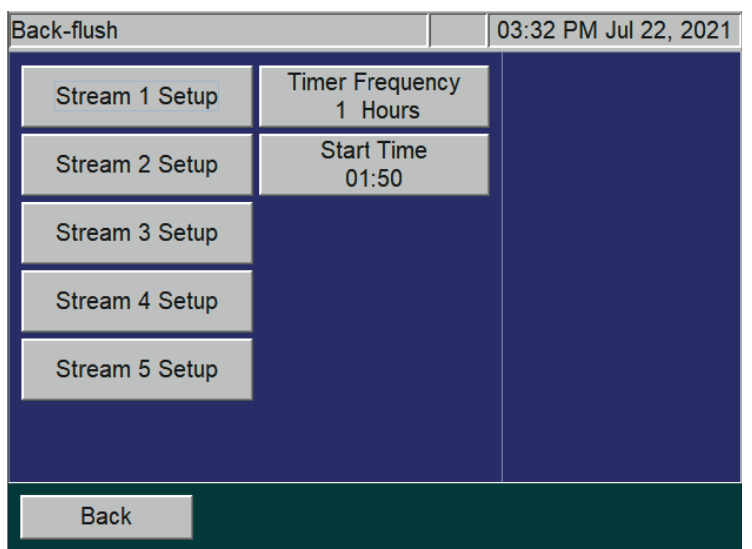 Back-flush
03:32 PM Jul 22, 2021
Stream 1 Setup
Timer Frequency
1 Hours
Stream 2 Setup
Start Time
01:50
Stream 3 Setup
Stream 4 Setup
Stream 5 Setup
Back